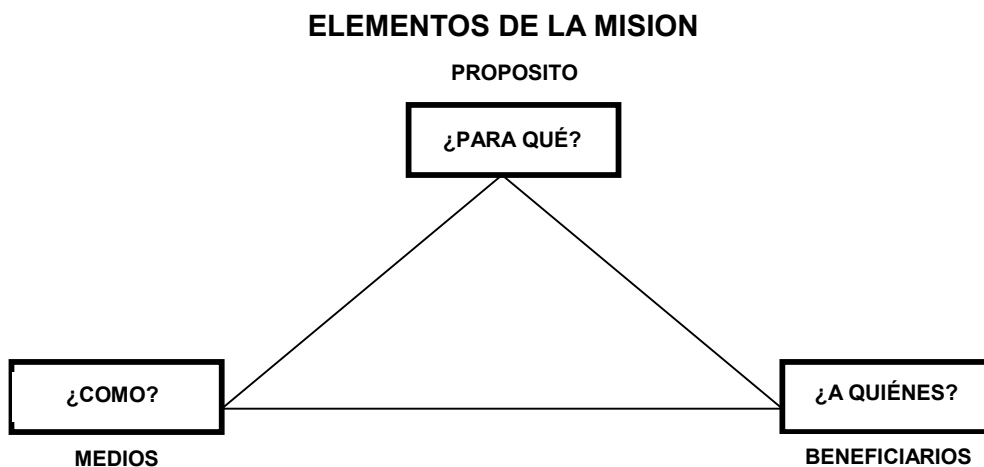 ELEMENTOS DE LA MISION
PROPOSITO
¿PARA QUÉ?
¿COMO?
¿A QUIÉNES?
MEDIOS
BENEFICIARIOS